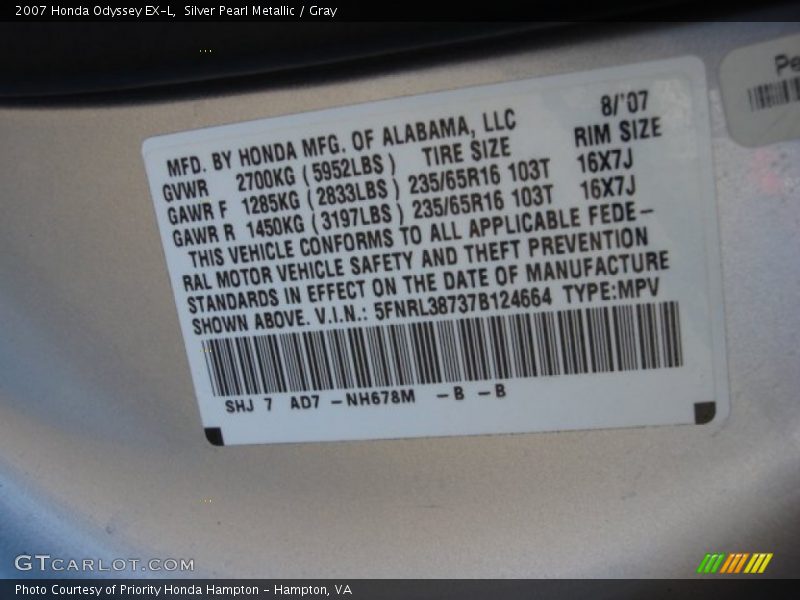 2007 Honda Odyssey EX-L, Silver Pearl Metallic / Gray
Pe
MFD. BY HONDA MFG. OF ALABAMA, LLC 8/'07
GVWR 2700KG (5952LBS) TIRE SIZE RIM SIZE
GAWR F 1285KG (2833LBS) 235/65R16 103T 16X7J
GAWR R 1450KG (3197LBS) 235/65R16 103T 16X7J
THIS VEHICLE CONFORMS TO ALL APPLICABLE FEDE-
RAL MOTOR VEHICLE SAFETY AND THEFT PREVENTION
STANDARDS IN EFFECT ON THE DATE OF MANUFACTURE
SHOWN ABOVE. V.I.N.: 5FNRL38737B124664 TYPE:MPV
SHJ 7 AD7 -NH678M -B -B
GTCARLOT.COM
Photo Courtesy of Priority Honda Hampton - Hampton, VA